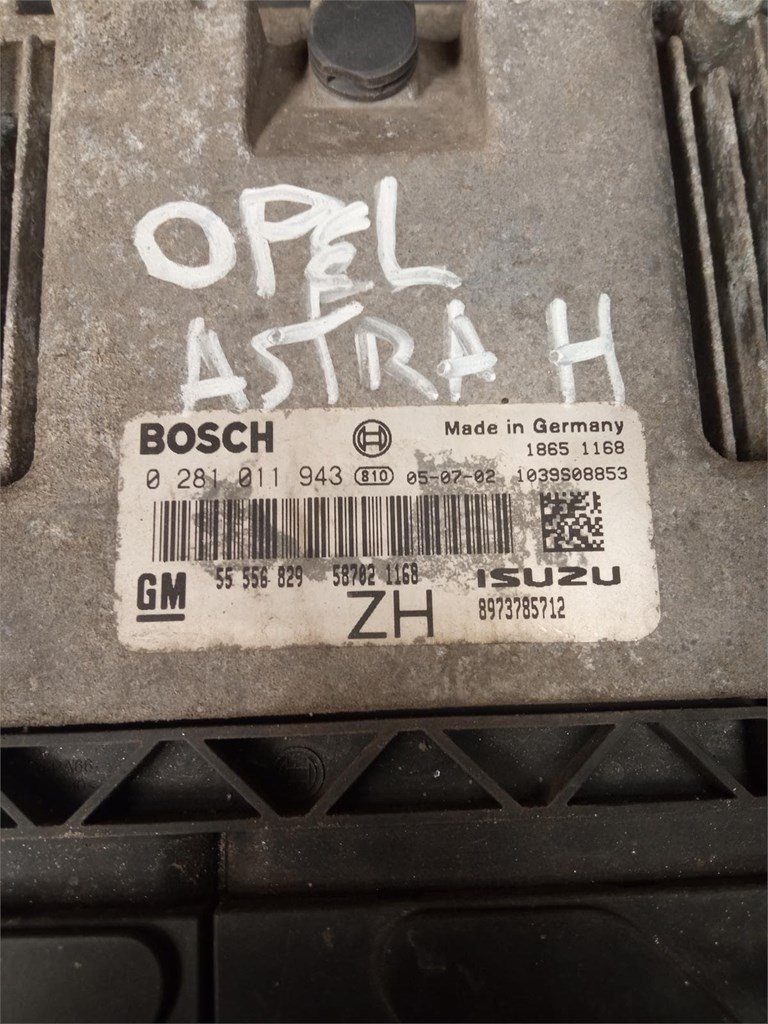 OPEL
ASTRA H
BOSCH
Made in Germany
1865 1168
0 281 011 943 810 05-07-02 1039S08853
55 556 829 58702 1168
ISUZU
GM
ZH
8973785712